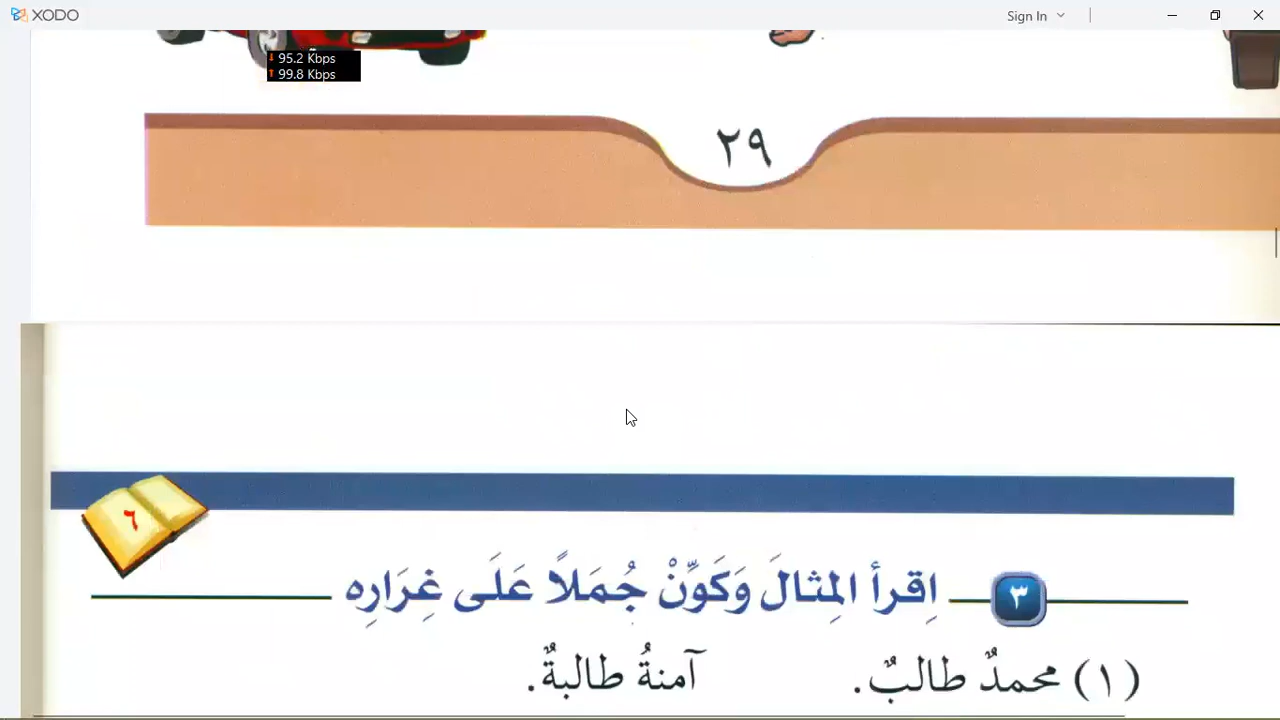 XODO
Sign In
95.2 Kbps
99.8 Kbps
٢٩
٦
٣ اِقرأ المِثالَ وَكَوِّنْ جُمَلاً عَلَى غِرَارِه
(١) محمدٌ طالبٌ. آمنةُ طالبةٌ.